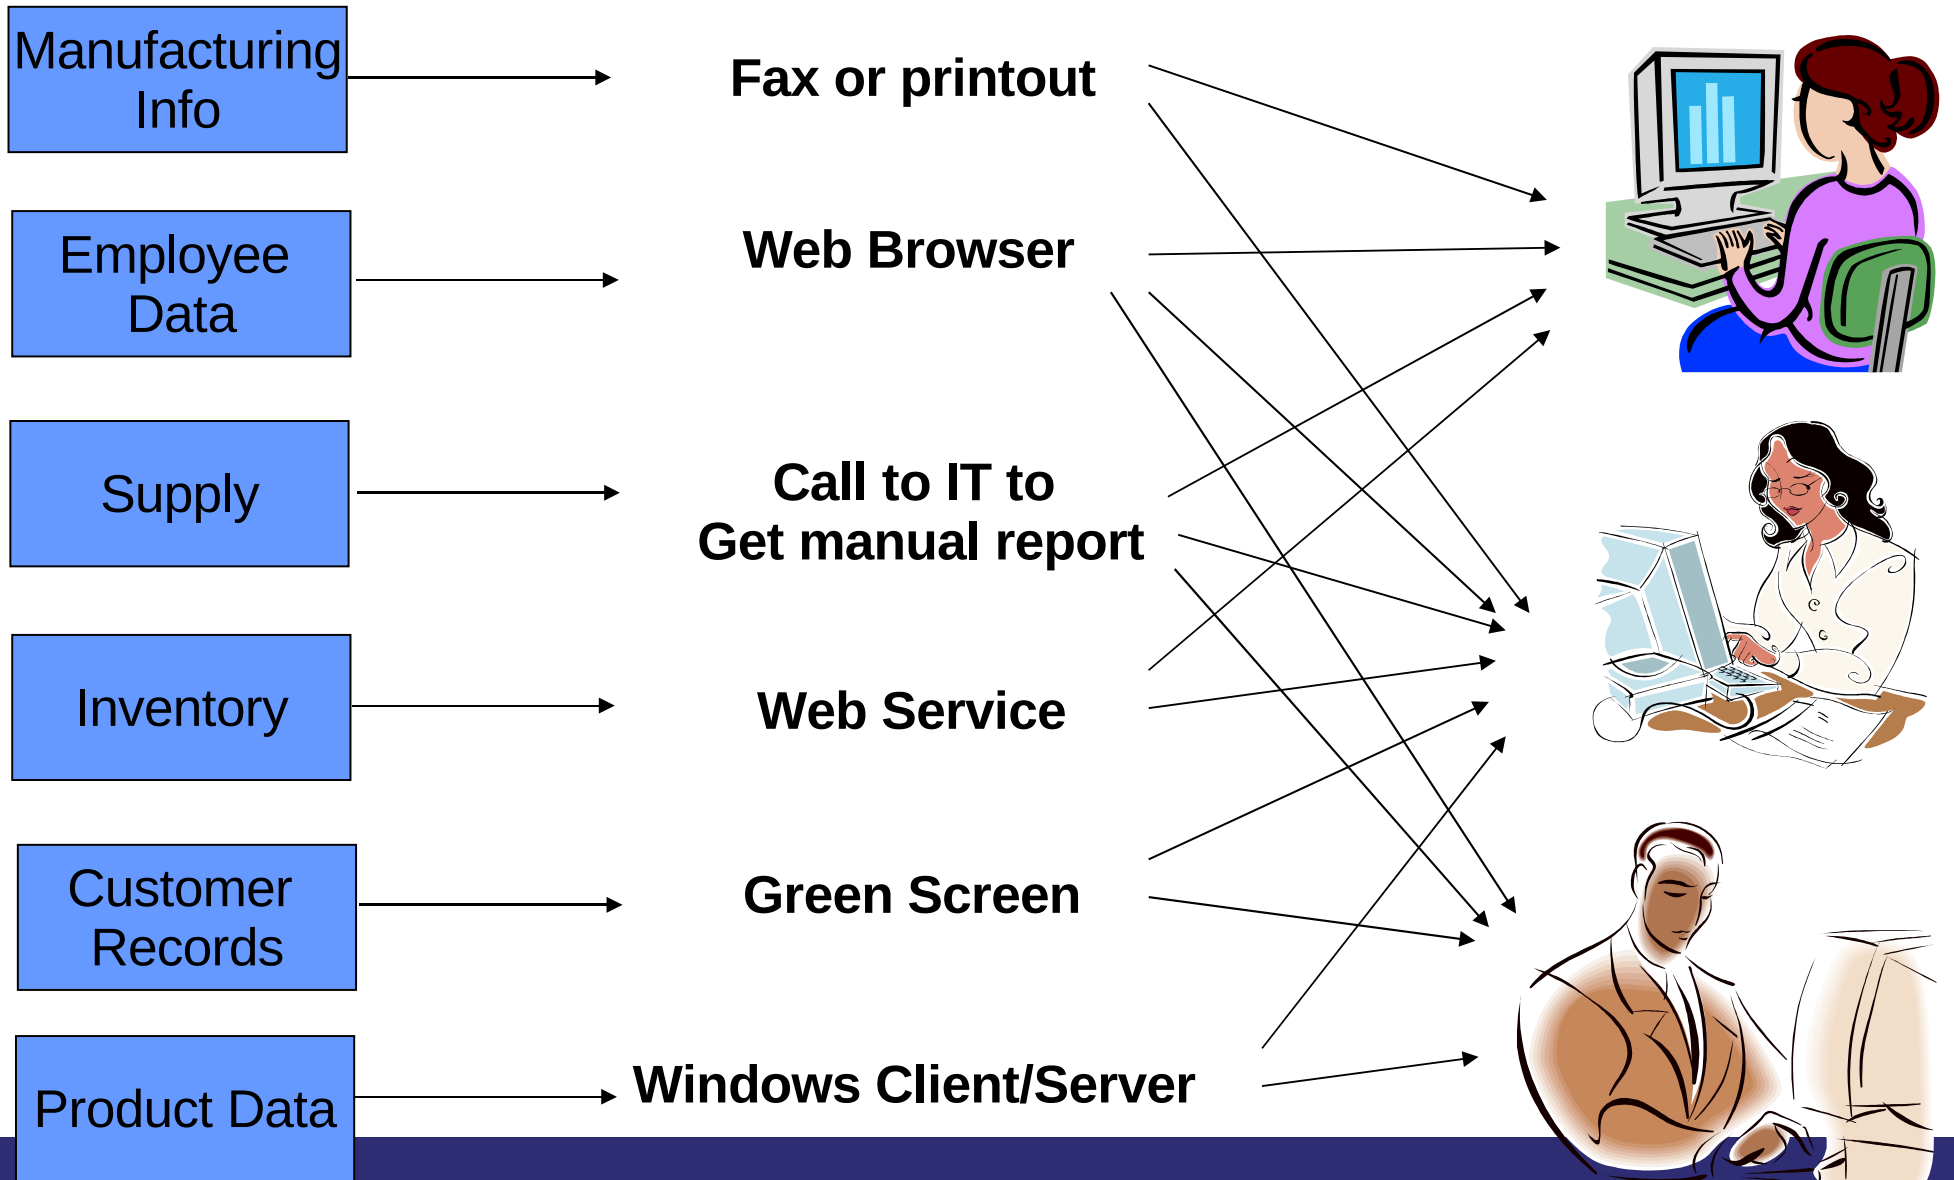 Manufacturing
Info
Fax or printout
Employee
Data
Web Browser
Supply
Call to IT to
Get manual report
Inventory
Web Service
Customer
Records
Green Screen
Product Data
Windows Client/Server